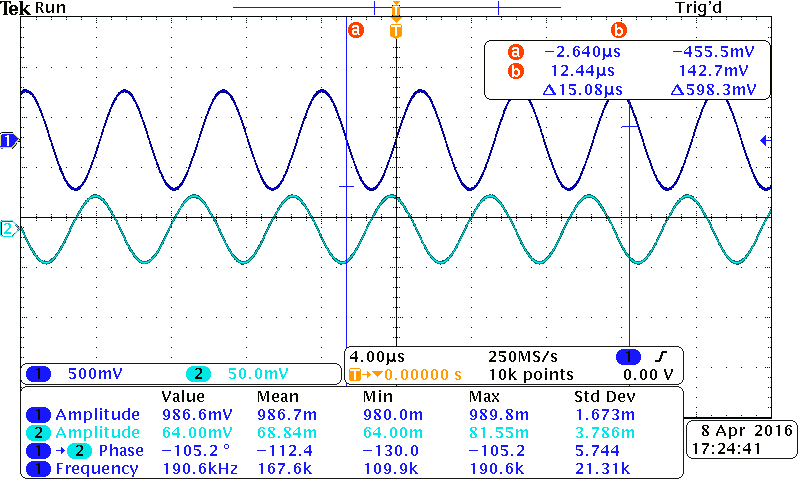 Tek Run Trig'd
a b
T
a −2.640µs −455.5mV
b 12.44µs 142.7mV
Δ15.08µs Δ598.3mV
1
2
1 500mV 2 50.0mV
4.00µs 250MS/s 1 0.00 V
T→▼0.00000 s 10k points
Value Mean Min Max Std Dev
1 Amplitude 986.6mV 986.7m 980.0m 989.8m 1.673m
2 Amplitude 64.00mV 68.84m 64.00m 81.55m 3.786m
1 → 2 Phase −105.2 ° −112.4 −130.0 −105.2 5.744
1 Frequency 190.6kHz 167.6k 109.9k 190.6k 21.31k
8 Apr 2016
17:24:41